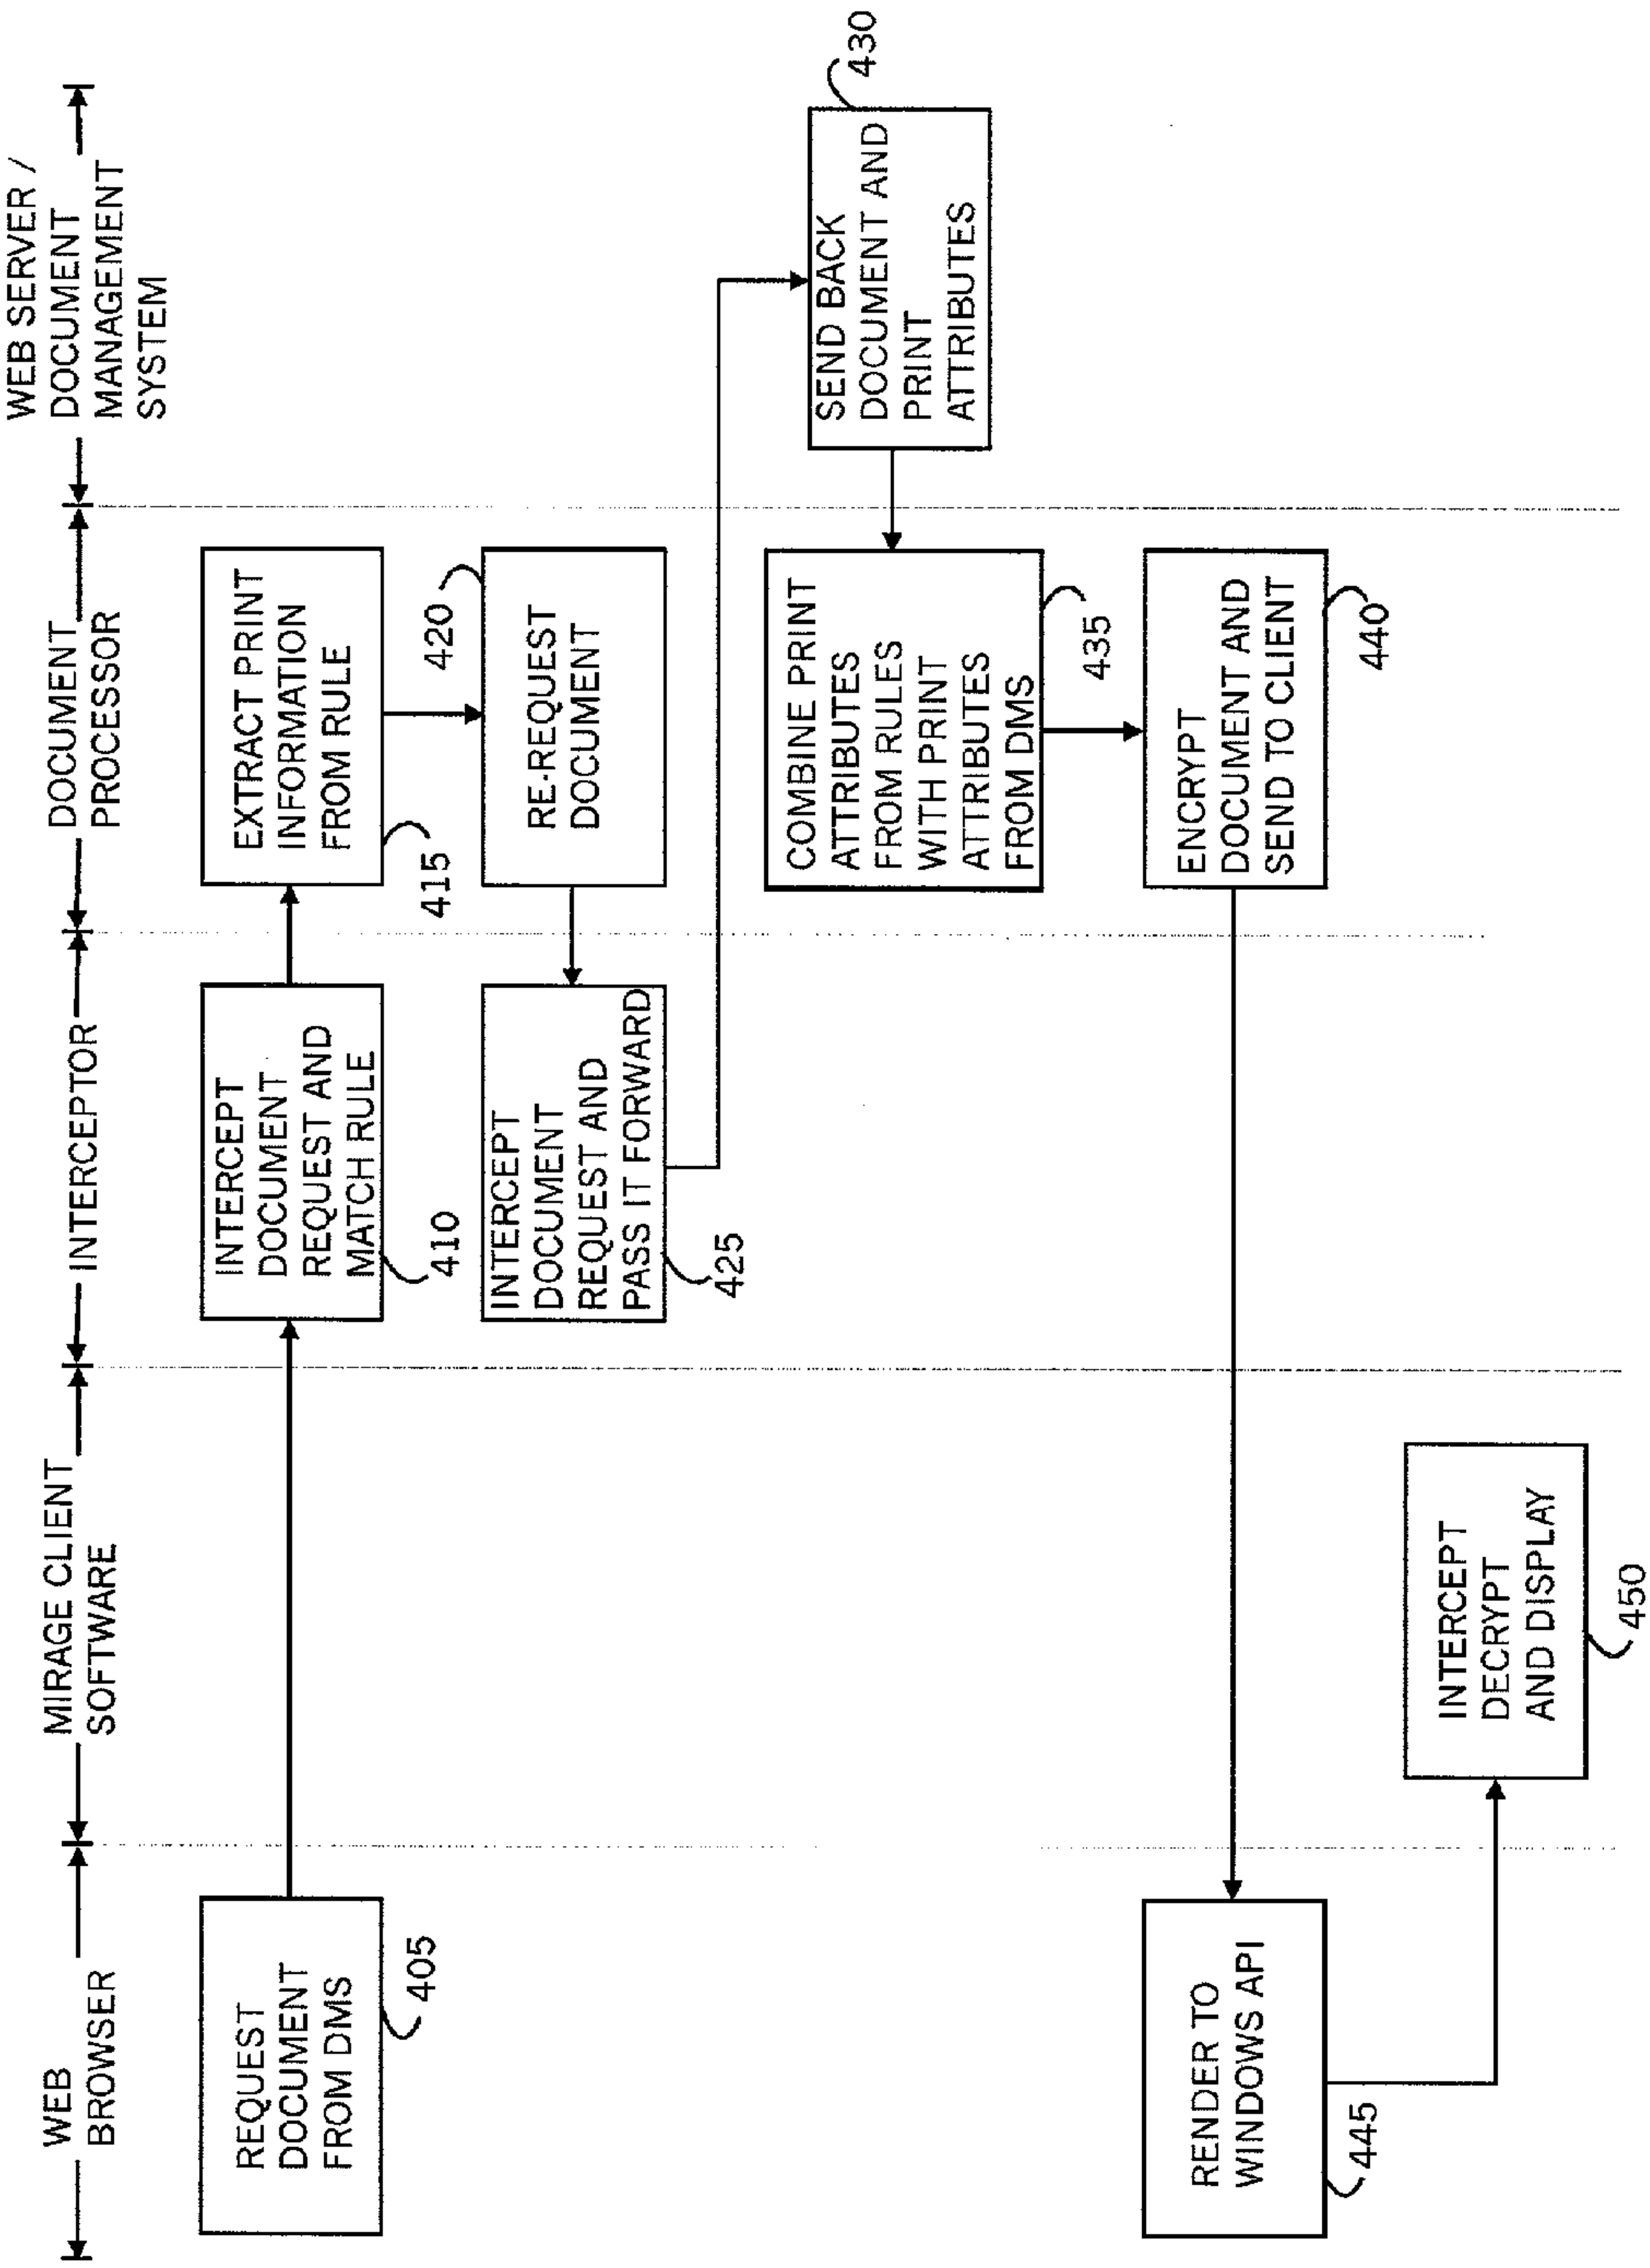 WEB
BROWSER
MIRAGE CLIENT
SOFTWARE
INTERCEPTOR
DOCUMENT
PROCESSOR
WEB SERVER /
DOCUMENT
MANAGEMENT
SYSTEM
REQUEST
DOCUMENT
FROM DMS
405
INTERCEPT
DOCUMENT
REQUEST AND
MATCH RULE
410
EXTRACT PRINT
INFORMATION
FROM RULE
415
RE-REQUEST
DOCUMENT
420
INTERCEPT
DOCUMENT
REQUEST AND
PASS IT FORWARD
425
SEND BACK
DOCUMENT AND
PRINT
ATTRIBUTES
430
COMBINE PRINT
ATTRIBUTES
FROM RULES
WITH PRINT
ATTRIBUTES
FROM DMS
435
ENCRYPT
DOCUMENT AND
SEND TO CLIENT
440
RENDER TO
WINDOWS API
445
INTERCEPT
DECRYPT
AND DISPLAY
450